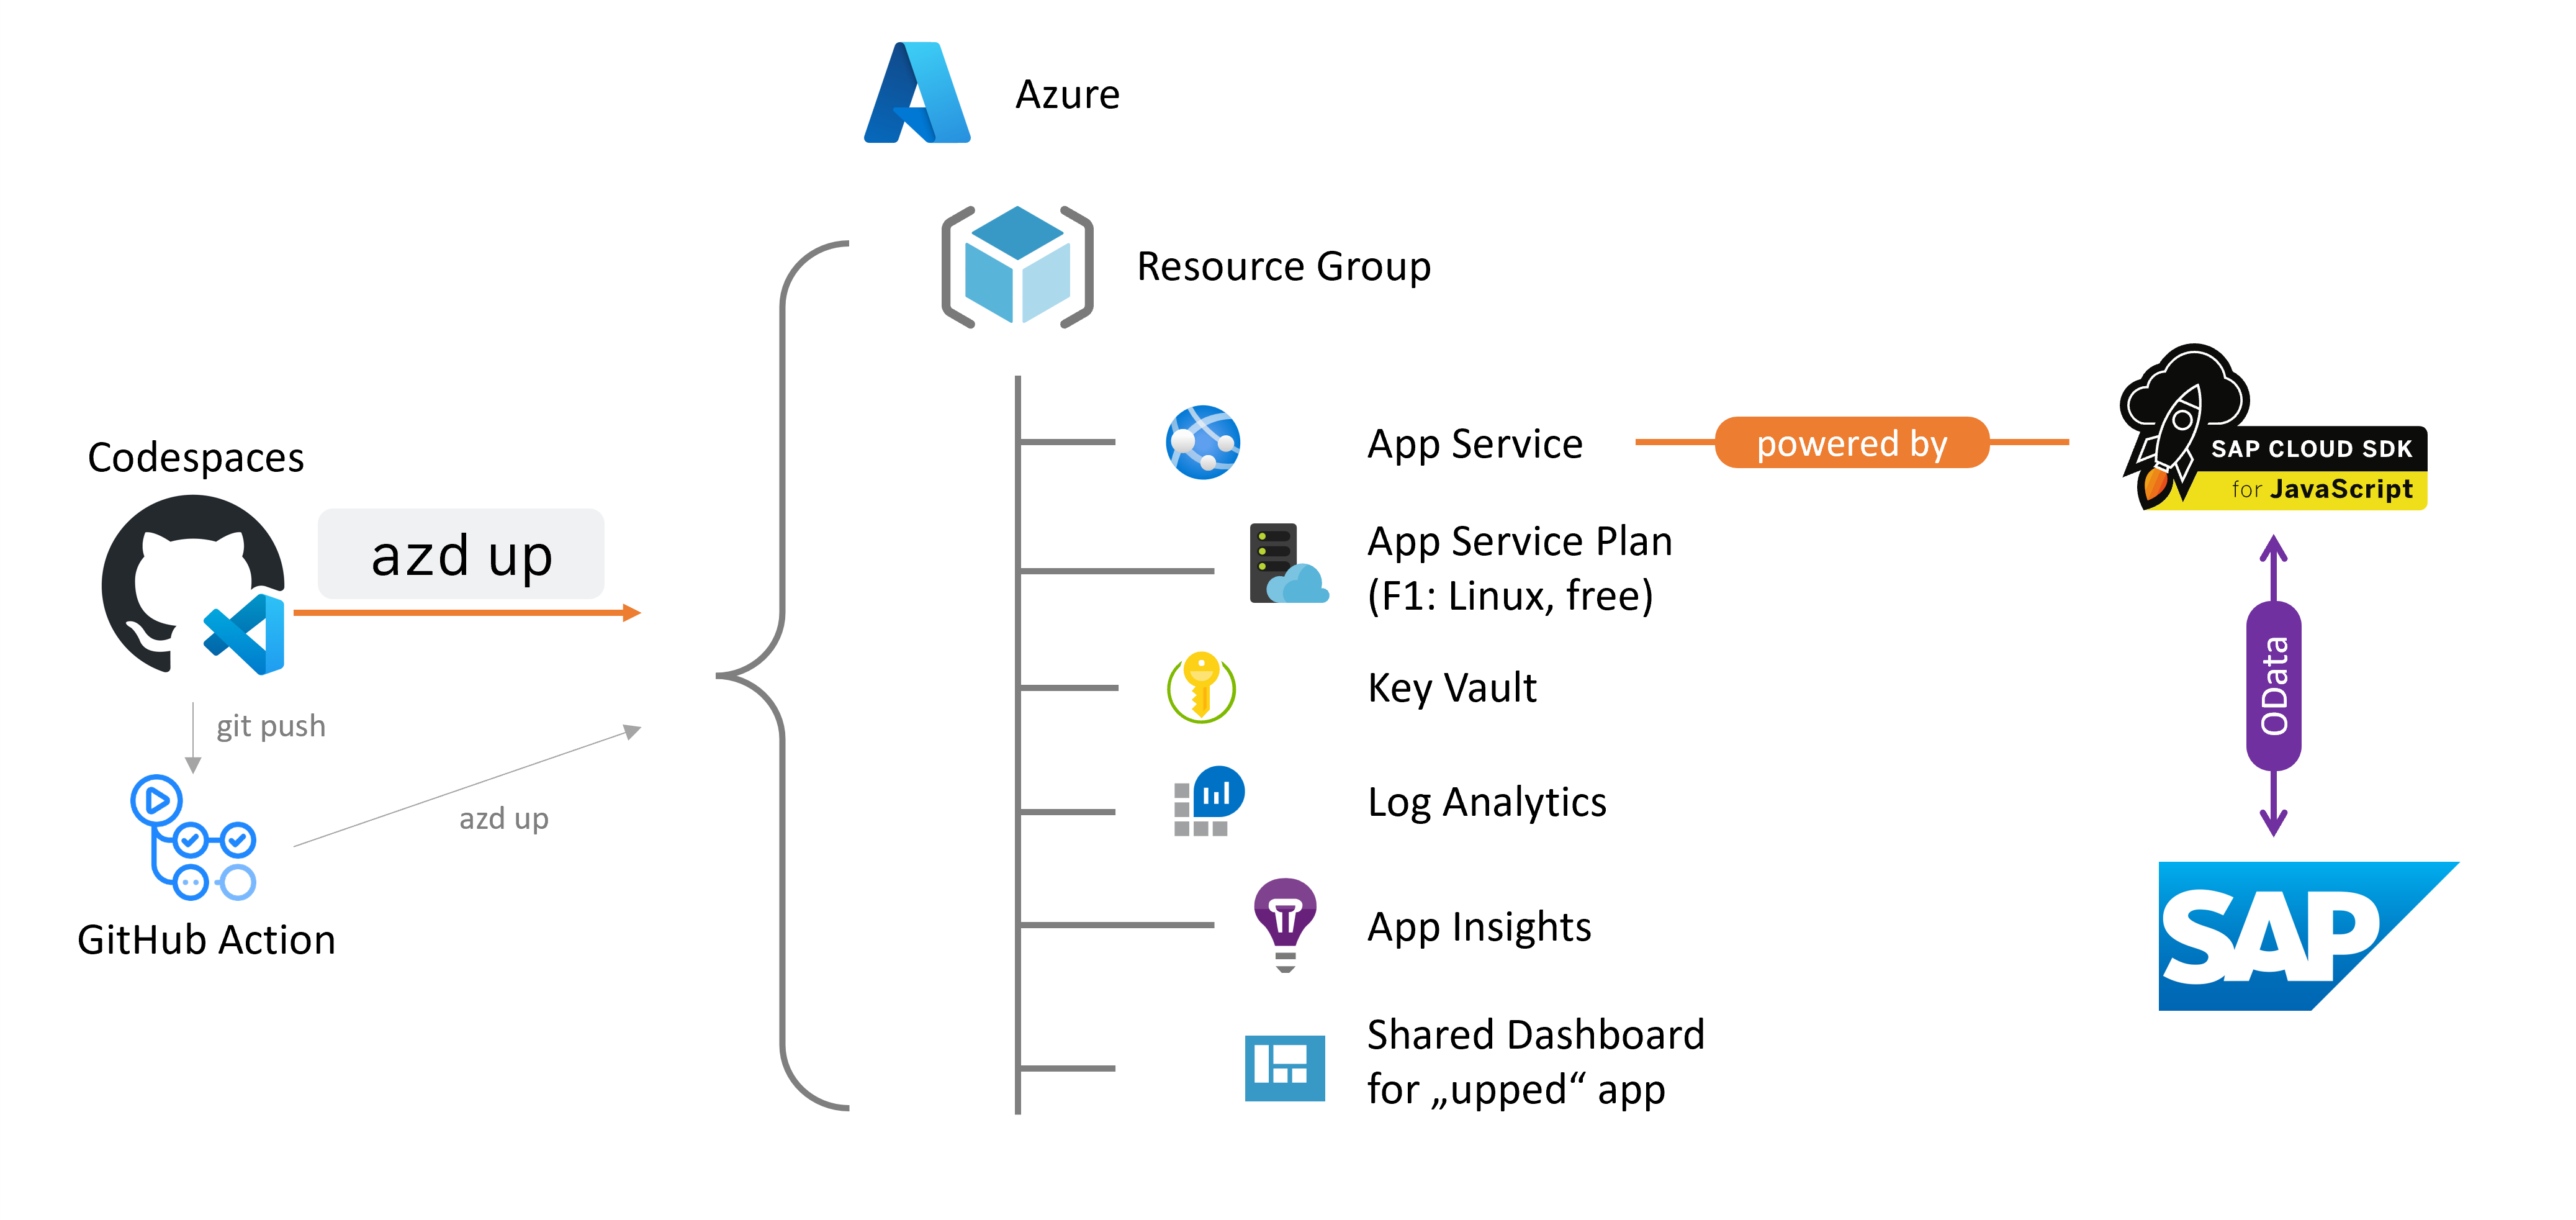 Azure
Resource Group
Codespaces
azd up
git push
azd up
GitHub Action
App Service
powered by
SAP CLOUD SDK
for JavaScript
App Service Plan
(F1: Linux, free)
Key Vault
OData
Log Analytics
App Insights
SAP
Shared Dashboard
for „upped“ app